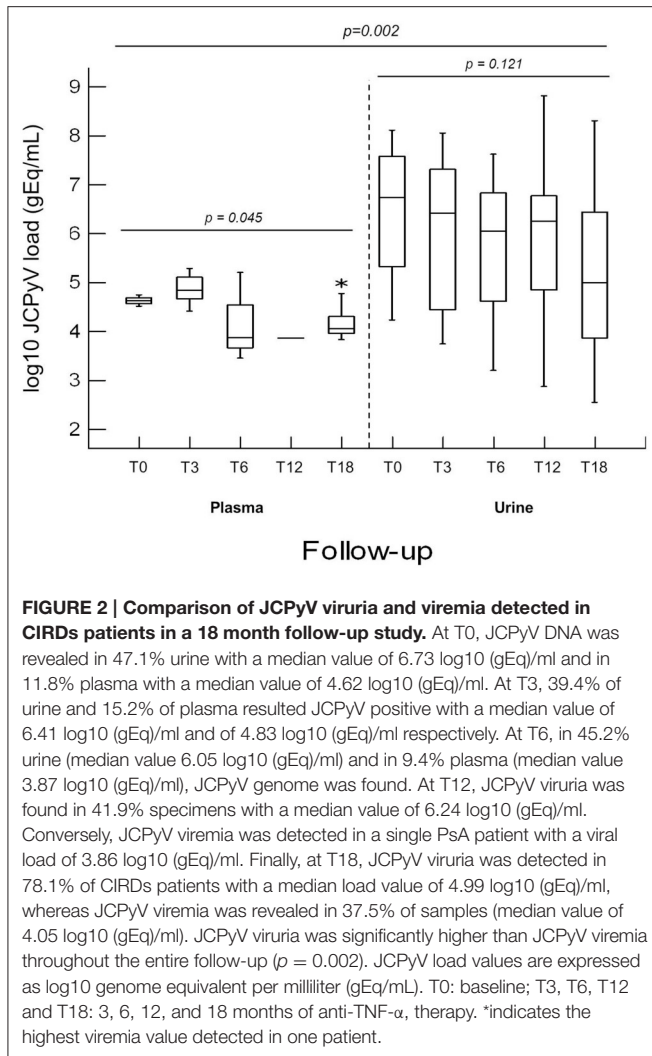 p=0.002
p = 0.121
p = 0.045
log10 JCPyV load (gEq/mL)
9
8
7
6
5
4
3
2
*
T0 T3 T6 T12 T18 T0 T3 T6 T12 T18
Plasma Urine
Follow-up
FIGURE 2 | Comparison of JCPyV viruria and viremia detected in
CIRDs patients in a 18 month follow-up study. At T0, JCPyV DNA was
revealed in 47.1% urine with a median value of 6.73 log10 (gEq)/ml and in
11.8% plasma with a median value of 4.62 log10 (gEq)/ml. At T3, 39.4% of
urine and 15.2% of plasma resulted JCPyV positive with a median value of
6.41 log10 (gEq)/ml and of 4.83 log10 (gEq)/ml respectively. At T6, in 45.2%
urine (median value 6.05 log10 (gEq)/ml) and in 9.4% plasma (median value
3.87 log10 (gEq)/ml), JCPyV genome was found. At T12, JCPyV viruria was
found in 41.9% specimens with a median value of 6.24 log10 (gEq)/ml.
Conversely, JCPyV viremia was detected in a single PsA patient with a viral
load of 3.86 log10 (gEq)/ml. Finally, at T18, JCPyV viruria was detected in
78.1% of CIRDs patients with a median load value of 4.99 log10 (gEq)/ml,
whereas JCPyV viremia was revealed in 37.5% of samples (median value of
4.05 log10 (gEq)/ml). JCPyV viruria was significantly higher than JCPyV viremia
throughout the entire follow-up (p = 0.002). JCPyV load values are expressed
as log10 genome equivalent per milliliter (gEq/mL). T0: baseline; T3, T6, T12
and T18: 3, 6, 12, and 18 months of anti-TNF-α, therapy. *indicates the
highest viremia value detected in one patient.